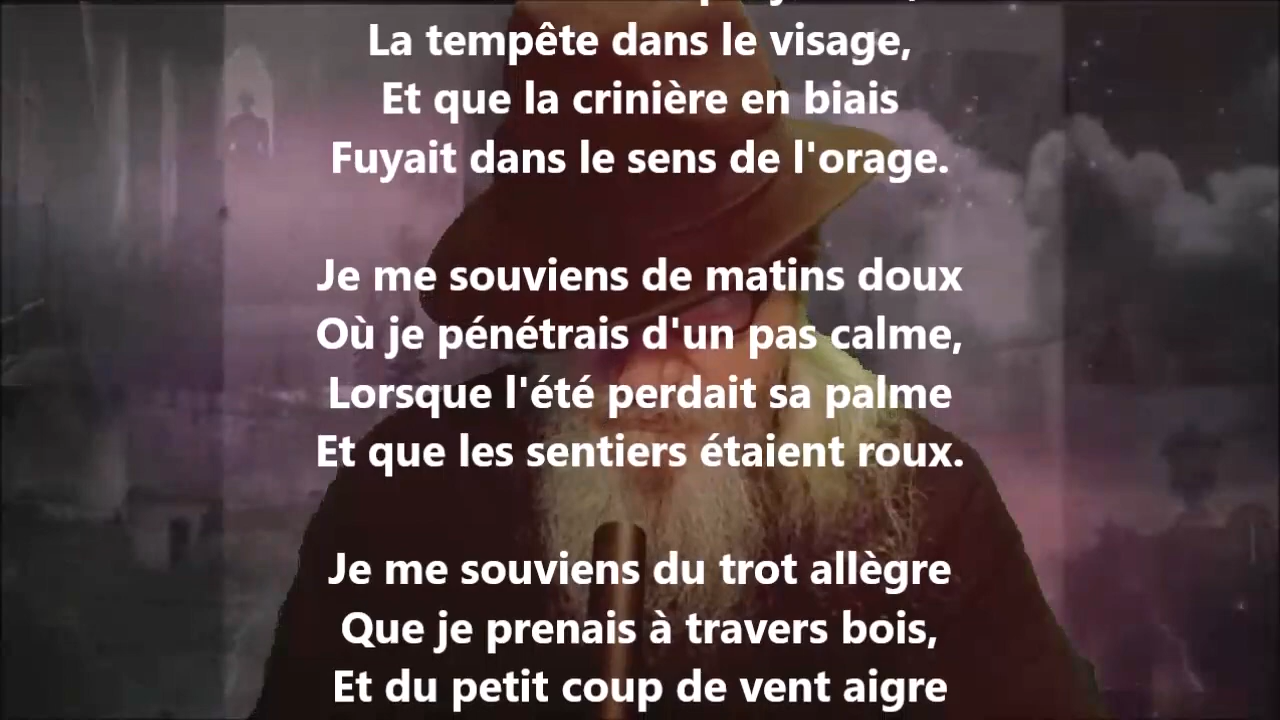 La tempête dans le visage,
Et que la crinière en biais
Fuyait dans le sens de l'orage.
Je me souviens de matins doux
Où je pénétrais d'un pas calme,
Lorsque l'été perdait sa palme
Et que les sentiers étaient roux.
Je me souviens du trot allègre
Que je prenais à travers bois,
Et du petit coup de vent aigre